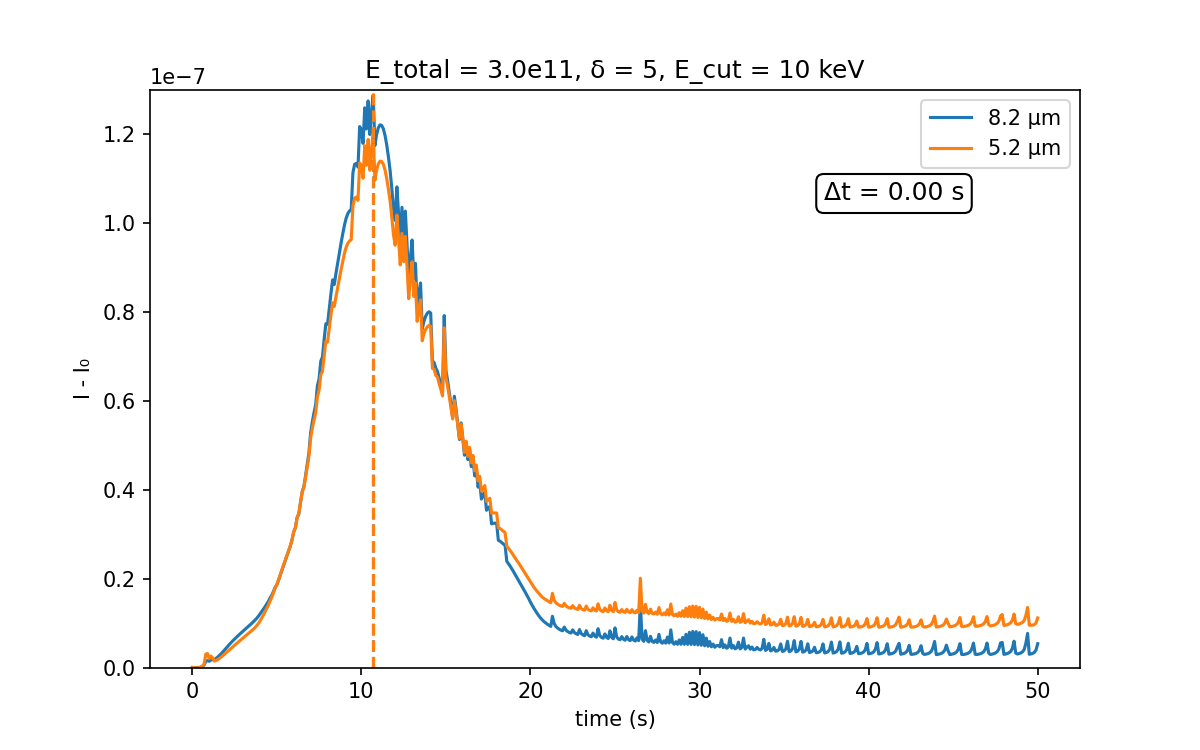 E_total = 3.0e11, δ = 5, E_cut = 10 keV
1e−7
8.2 μm
5.2 μm
Δt = 0.00 s
I - I₀
1.2
1.0
0.8
0.6
0.4
0.2
0.0
0 10 20 30 40 50
time (s)